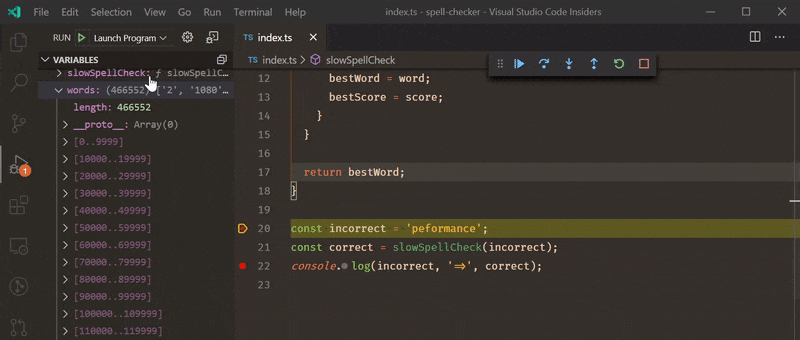 File Edit Selection View Go Run Terminal Help index.ts - spell-checker - Visual Studio Code Insiders
RUN Launch Program
index.ts
VARIABLES
index.ts > slowSpellCheck
> slowSpellCheck: ƒ slowSpellC…
words: (466552) ['2', '1080'…
length: 466552
> __proto__: Array(0)
> [0..9999]
> [10000..19999]
> [20000..29999]
> [30000..39999]
> [40000..49999]
> [50000..59999]
> [60000..69999]
> [70000..79999]
> [80000..89999]
> [90000..99999]
> [100000..109999]
> [110000..119999]
1
12 bestWord = word;
13 bestScore = score;
14 }
15 }
16
17 return bestWord;
18 }
19
20 const incorrect = 'peformance';
21 const correct = slowSpellCheck(incorrect);
22 console.log(incorrect, '⇒', correct);
23